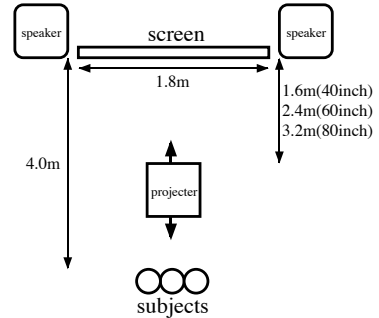 speaker
screen
speaker
1.8m
1.6m(40inch)
2.4m(60inch)
3.2m(80inch)
4.0m
projecter
subjects